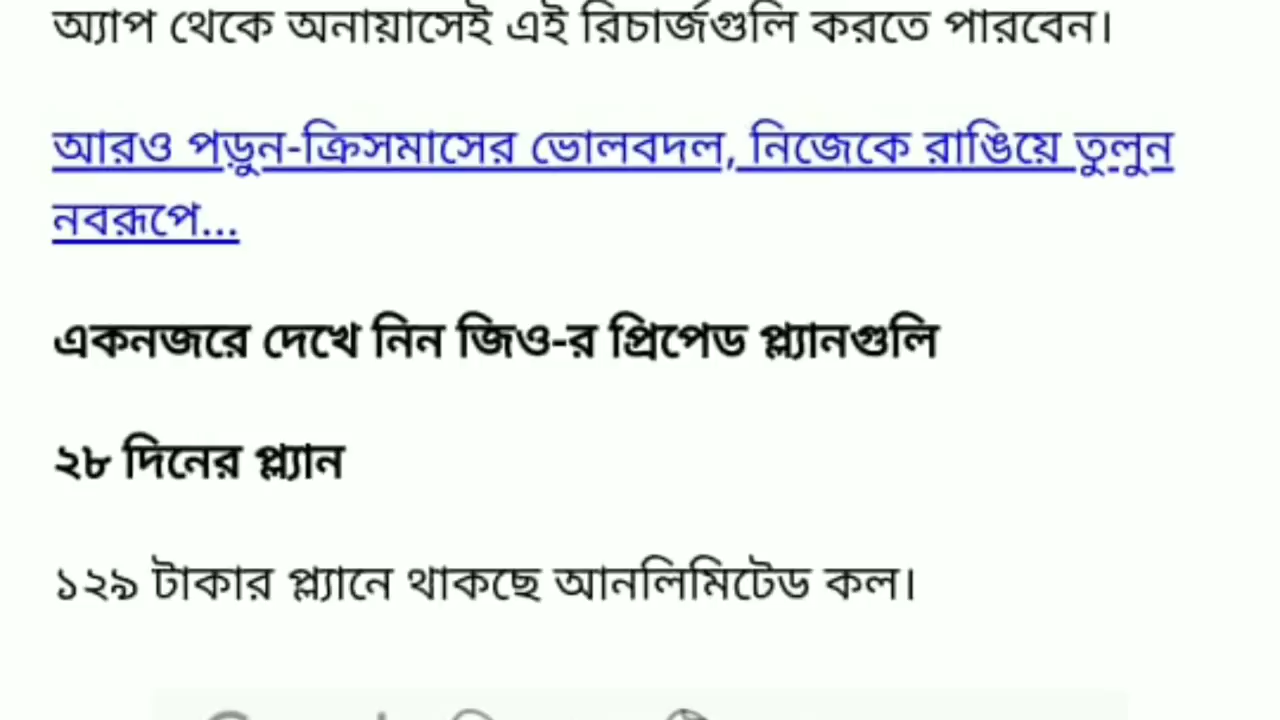 অ্যাপ থেকে অনায়াসেই এই রিচার্জগুলি করতে পারবেন।
আরও পড়ুন-ক্রিসমাসের ভোলবদল, নিজেকে রাঙিয়ে তুলুন
নবরূপে...
একনজরে দেখে নিন জিও-র প্রিপেড প্ল্যানগুলি
২৮ দিনের প্ল্যান
১২৯ টাকার প্ল্যানে থাকছে আনলিমিটেড কল।